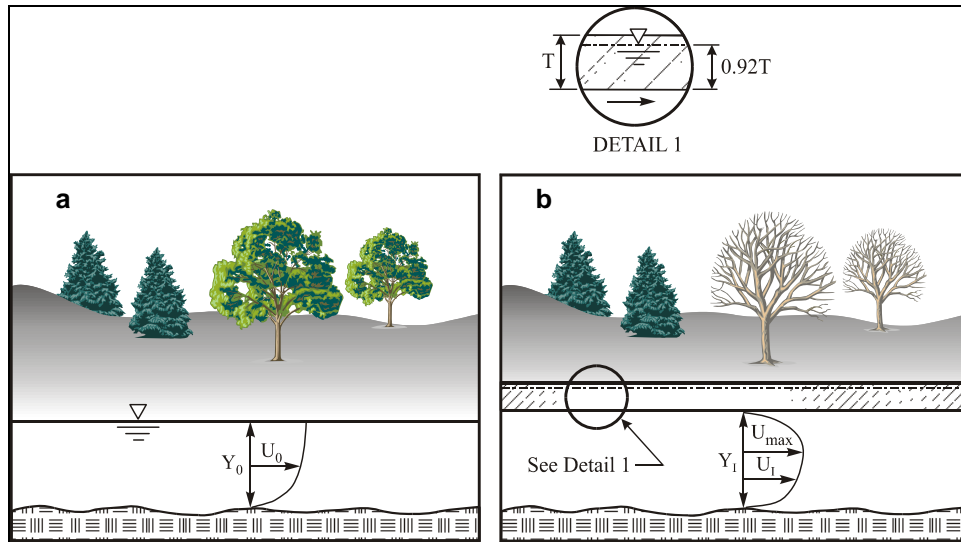 T
0.92T
DETAIL 1
a
b
Y0
U0
See Detail 1
Umax
Y1
U1